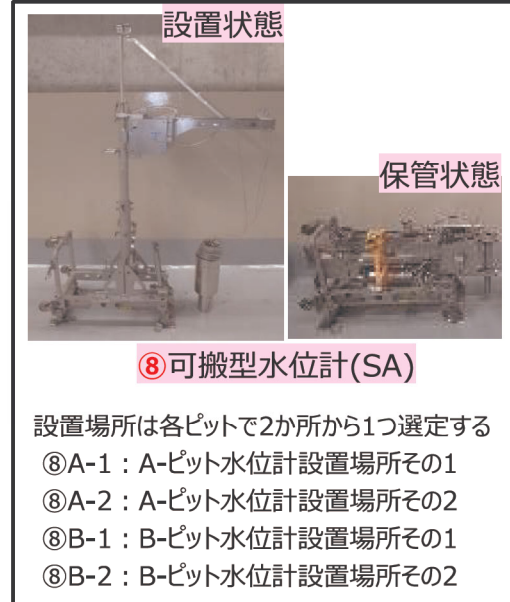 設置状態
保管状態
⑧可搬型水位計(SA)
設置場所は各ピットで2か所から1つ選定する
⑧A-1：A-ピット水位計設置場所その1
⑧A-2：A-ピット水位計設置場所その2
⑧B-1：B-ピット水位計設置場所その1
⑧B-2：B-ピット水位計設置場所その2